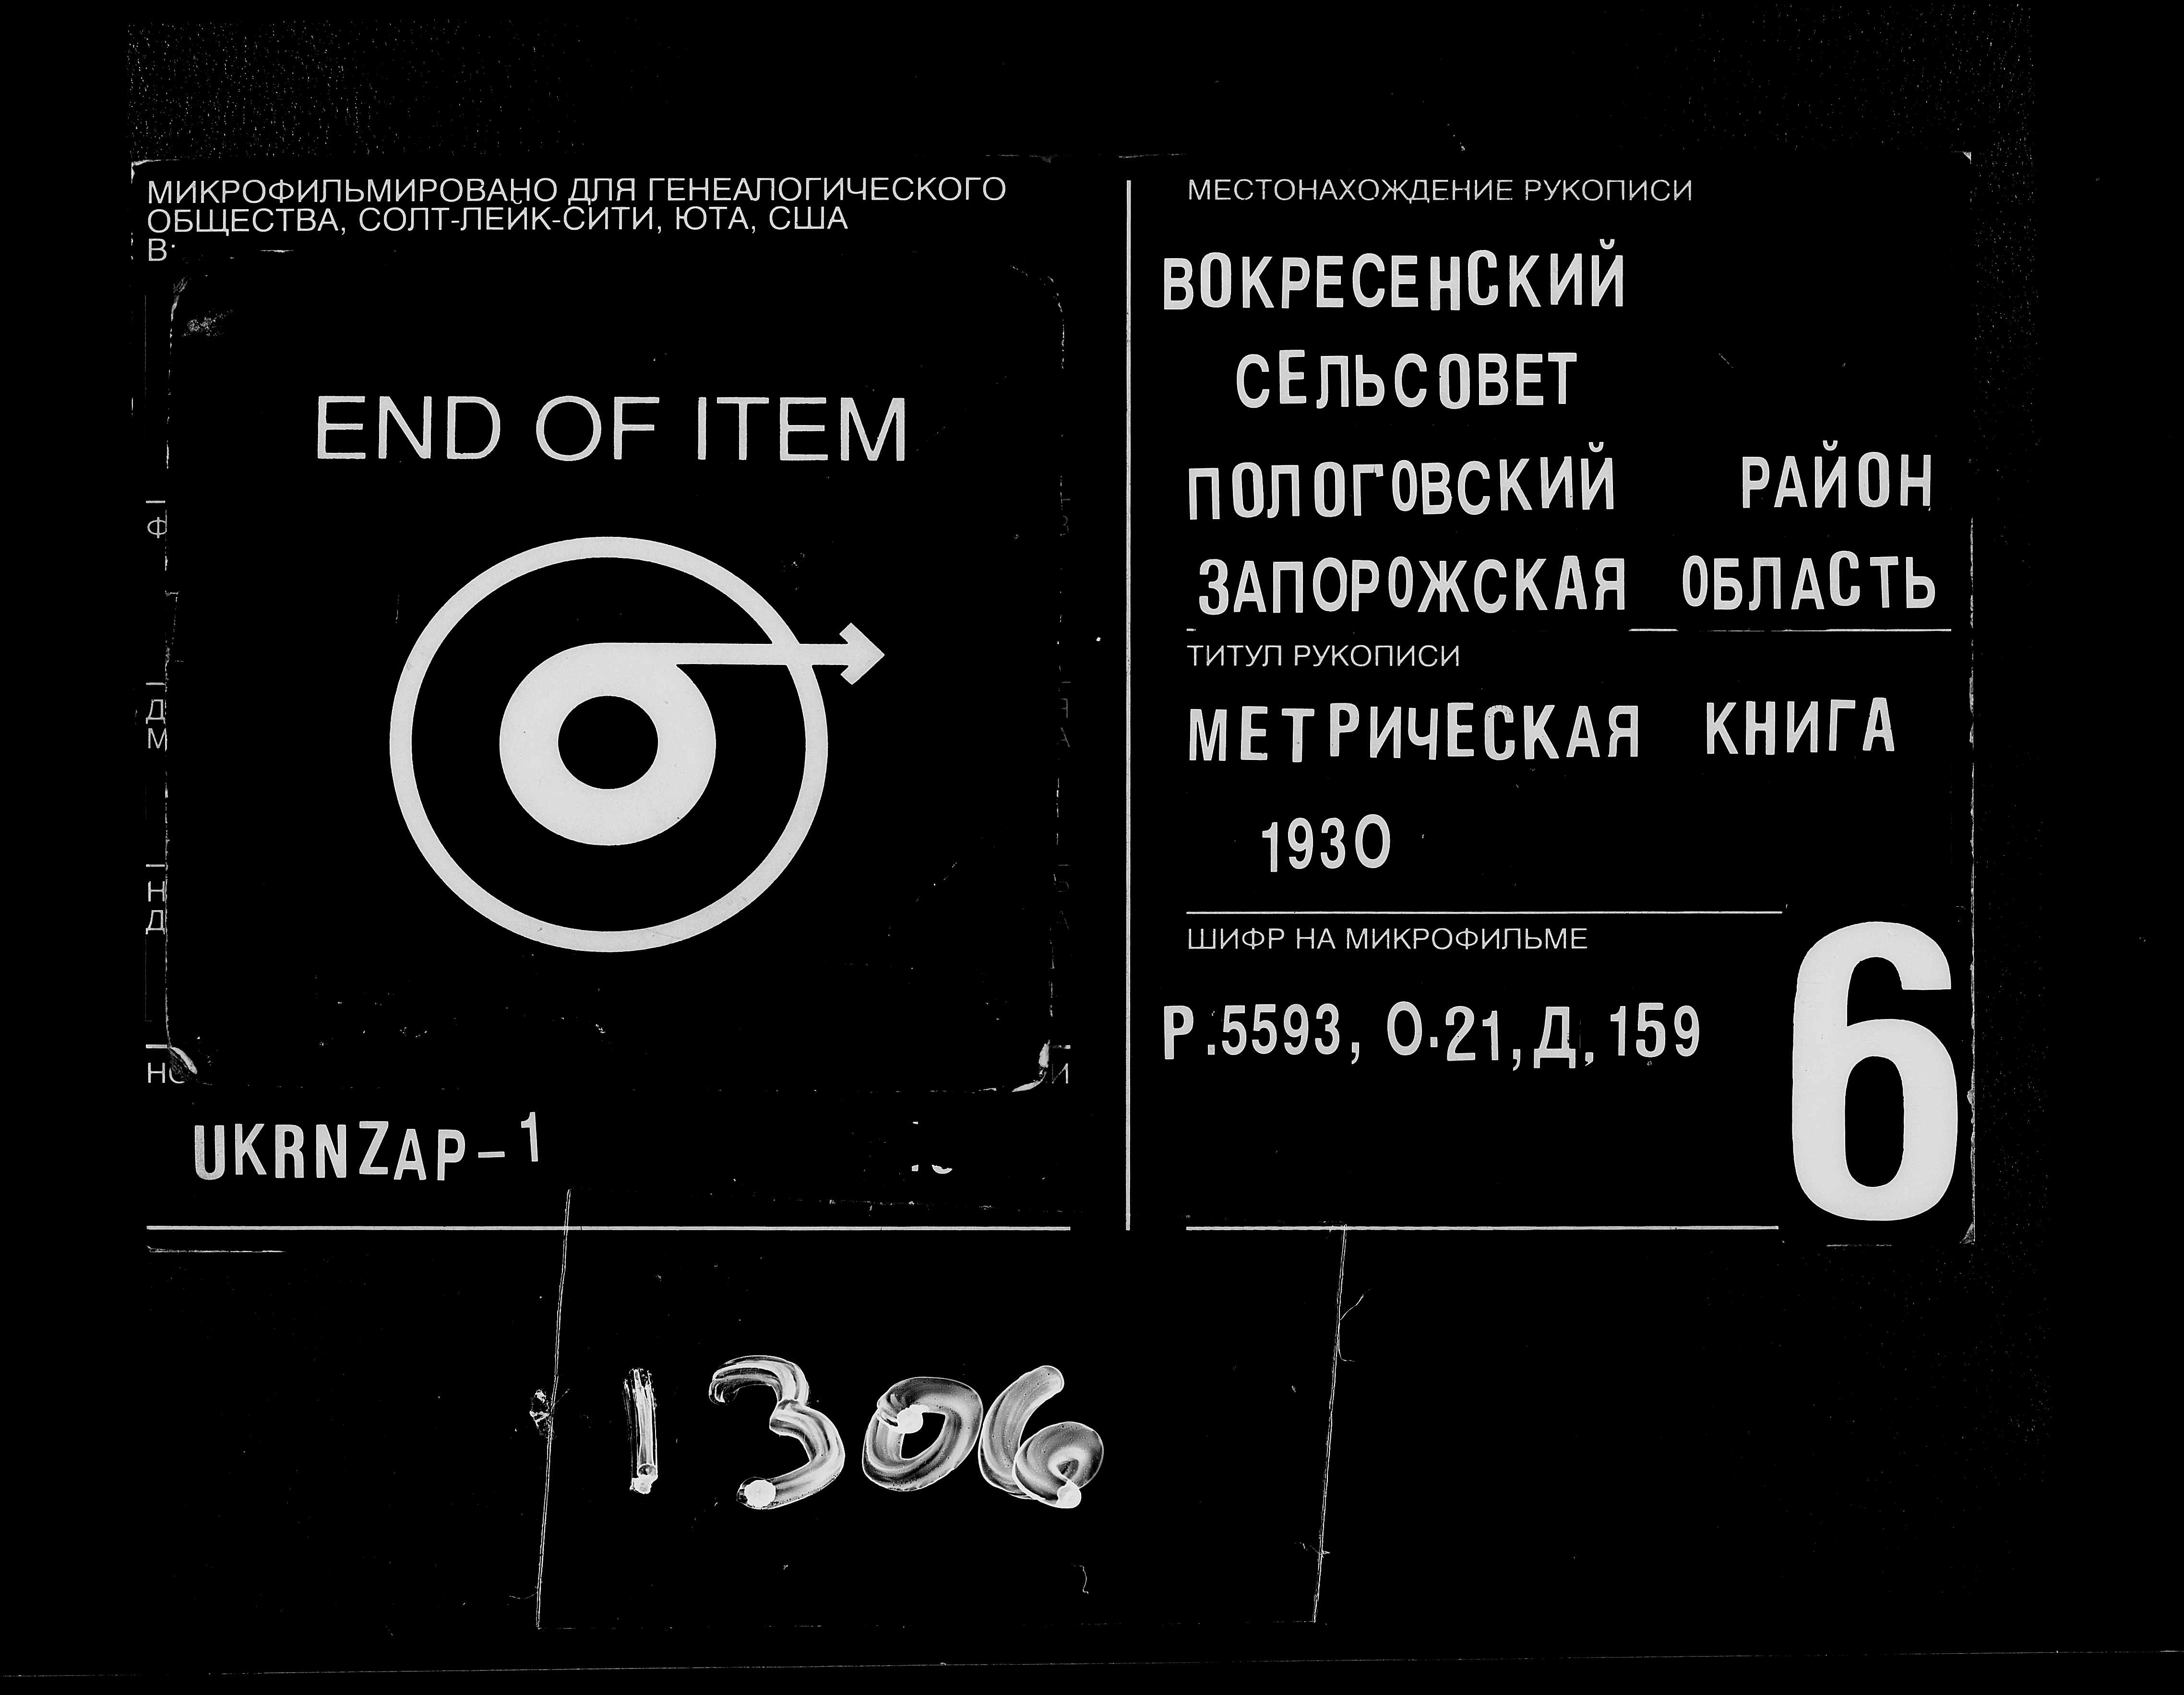 МИКРОФИЛЬМИРОВАНО ДЛЯ ГЕНЕАЛОГИЧЕСКОГО
ОБЩЕСТВА, СОЛТ-ЛЕЙК-СИТИ, ЮТА, США
В:
END OF ITEM
Ф
Д
М
Н
Д
UKRNZAP-1
МЕСТОНАХОЖДЕНИЕ РУКОПИСИ
ВОКРЕСЕНСКИЙ
СЕЛЬСОВЕТ
ПОЛОГОВСКИЙ РАЙОН
ЗАПОРОЖСКАЯ ОБЛАСТЬ
ТИТУЛ РУКОПИСИ
МЕТРИЧЕСКАЯ КНИГА
1930
ШИФР НА МИКРОФИЛЬМЕ
Р.5593, О.21, Д, 159
6
1306